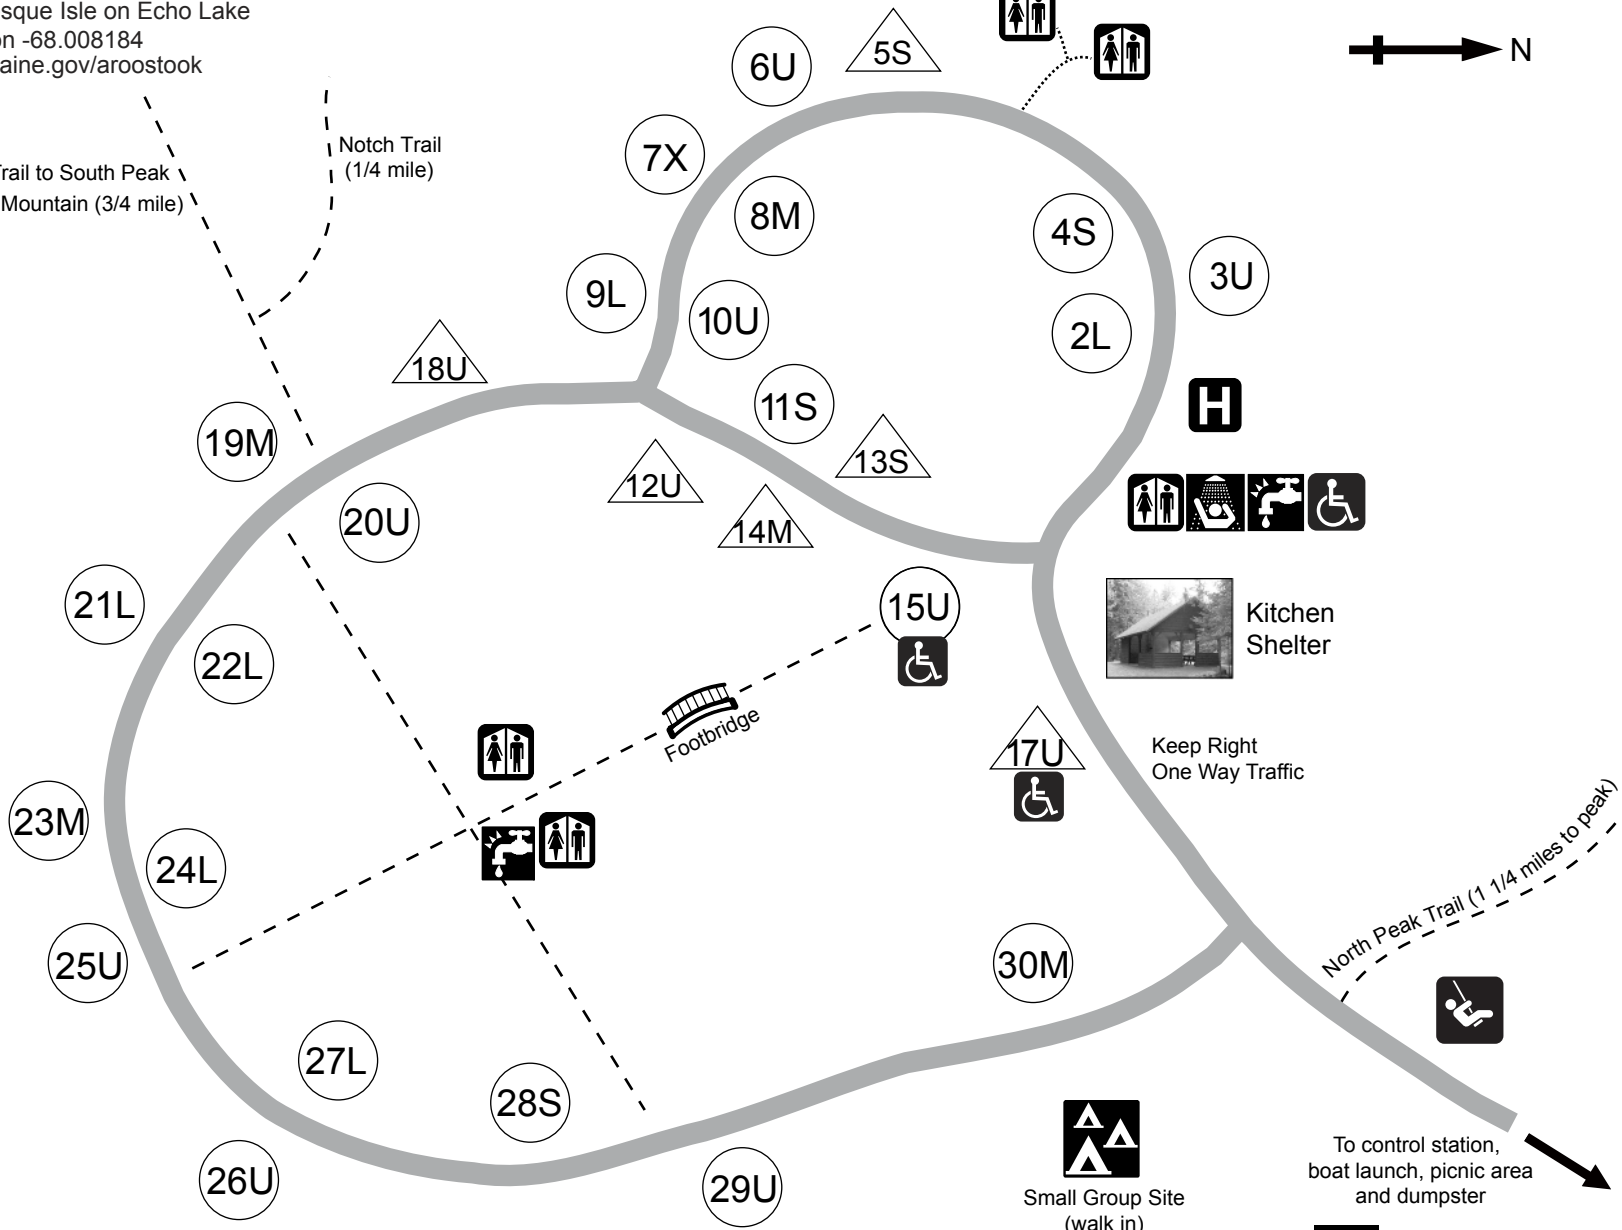 sque Isle on Echo Lake
on -68.008184
aine.gov/aroostook
N
Notch Trail
(1/4 mile)
Trail to South Peak
Mountain (3/4 mile)
5S
6U
7X
8M
4S
3U
9L
10U
2L
18U
11S
H
19M
13S
12U
14M
20U
21L
15U
Kitchen
Shelter
22L
Footbridge
17U
Keep Right
One Way Traffic
23M
24L
North Peak Trail (1 1/4 miles to peak)
25U
30M
27L
28S
26U
29U
Small Group Site
(walk in)
To control station,
boat launch, picnic area
and dumpster